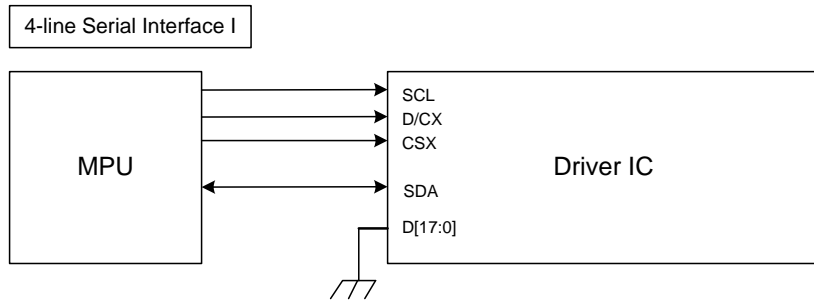 4-line Serial Interface I
SCL
D/CX
CSX
MPU
Driver IC
SDA
D[17:0]